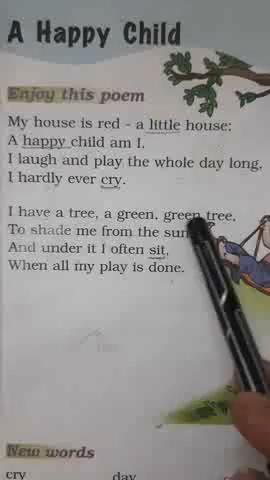 A Happy Child
Enjoy this poem
My house is red - a little house;
A happy child am I.
I laugh and play the whole day long,
I hardly ever cry.
I have a tree, a green, green tree,
To shade me from the sun
And under it I often sit,
When all my play is done.
New words
cry day